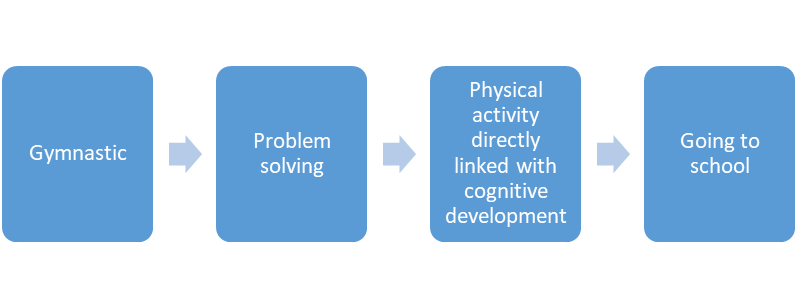 Gymnastic
Problem
solving
Physical
activity
directly
linked with
cognitive
development
Going to
school